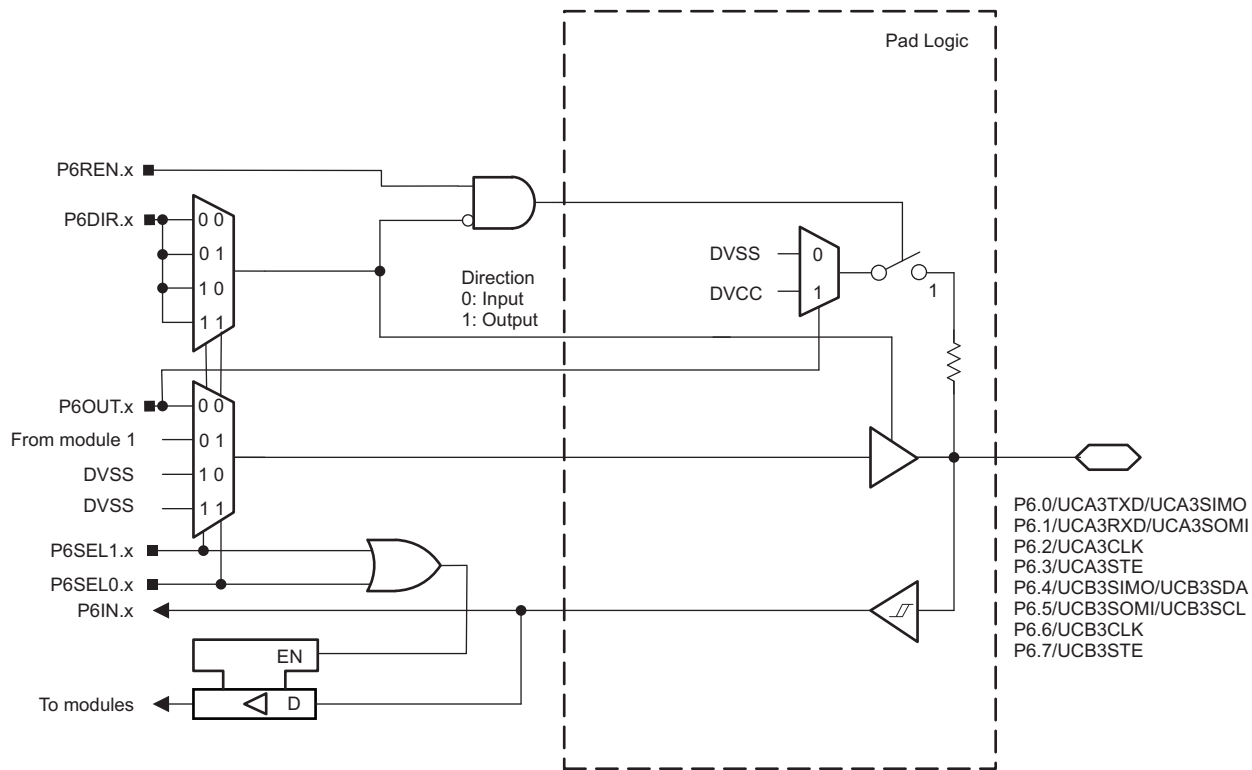 Pad Logic
P6REN.x
P6DIR.x
0 0
0 1
1 0
1 1
Direction
0: Input
1: Output
DVSS
0
DVCC
1
1
P6OUT.x
0 0
From module 1
0 1
DVSS
1 0
DVSS
1 1
P6SEL1.x
P6SEL0.x
P6IN.x
EN
To modules
D
P6.0/UCA3TXD/UCA3SIMO
P6.1/UCA3RXD/UCA3SOMI
P6.2/UCA3CLK
P6.3/UCA3STE
P6.4/UCB3SIMO/UCB3SDA
P6.5/UCB3SOMI/UCB3SCL
P6.6/UCB3CLK
P6.7/UCB3STE